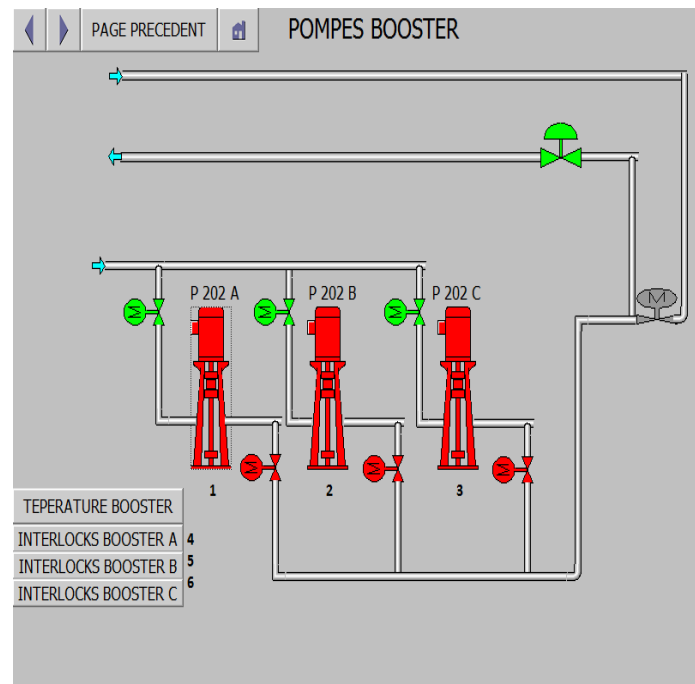 PAGE PRECEDENT
POMPES BOOSTER
P 202 A
P 202 B
P 202 C
M
M
M
M
M
M
M
1
2
3
TEPERATURE BOOSTER
INTERLOCKS BOOSTER A 4
INTERLOCKS BOOSTER B 5
INTERLOCKS BOOSTER C 6